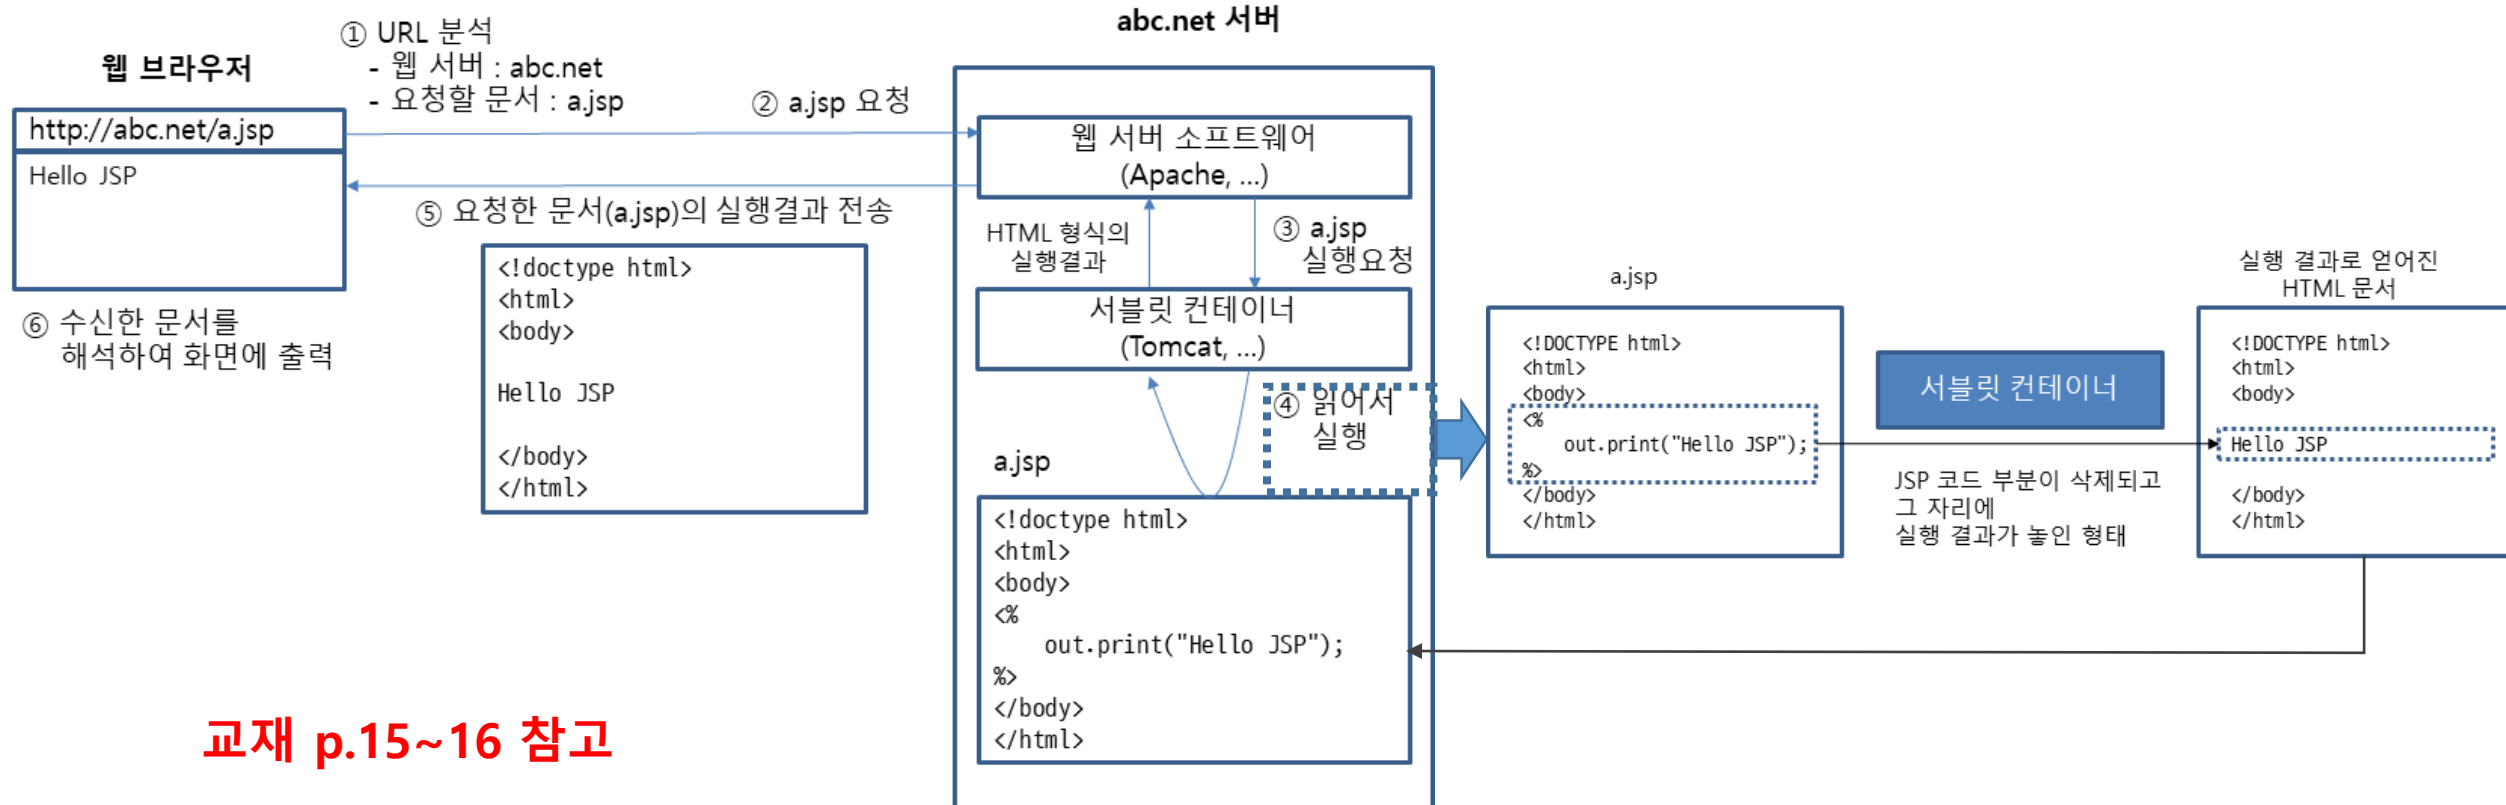 abc.net 서버
웹 브라우저
① URL 분석
- 웹 서버 : abc.net
- 요청할 문서 : a.jsp
② a.jsp 요청
http://abc.net/a.jsp
Hello JSP
웹 서버 소프트웨어
(Apache, ...)
⑤ 요청한 문서(a.jsp)의 실행결과 전송
HTML 형식의
실행결과
③ a.jsp
실행요청
<!doctype html>
<html>
<body>
Hello JSP
</body>
</html>
⑥ 수신한 문서를
해석하여 화면에 출력
서블릿 컨테이너
(Tomcat, ...)
④ 읽어서
실행
a.jsp
<!doctype html>
<html>
<body>
<%
out.print("Hello JSP");
%>
</body>
</html>
a.jsp
<!DOCTYPE html>
<html>
<body>
<%
out.print("Hello JSP");
%>
</body>
</html>
서블릿 컨테이너
JSP 코드 부분이 삭제되고
그 자리에
실행 결과가 놓인 형태
실행 결과로 얻어진
HTML 문서
<!DOCTYPE html>
<html>
<body>
Hello JSP
</body>
</html>
교재 p.15~16 참고